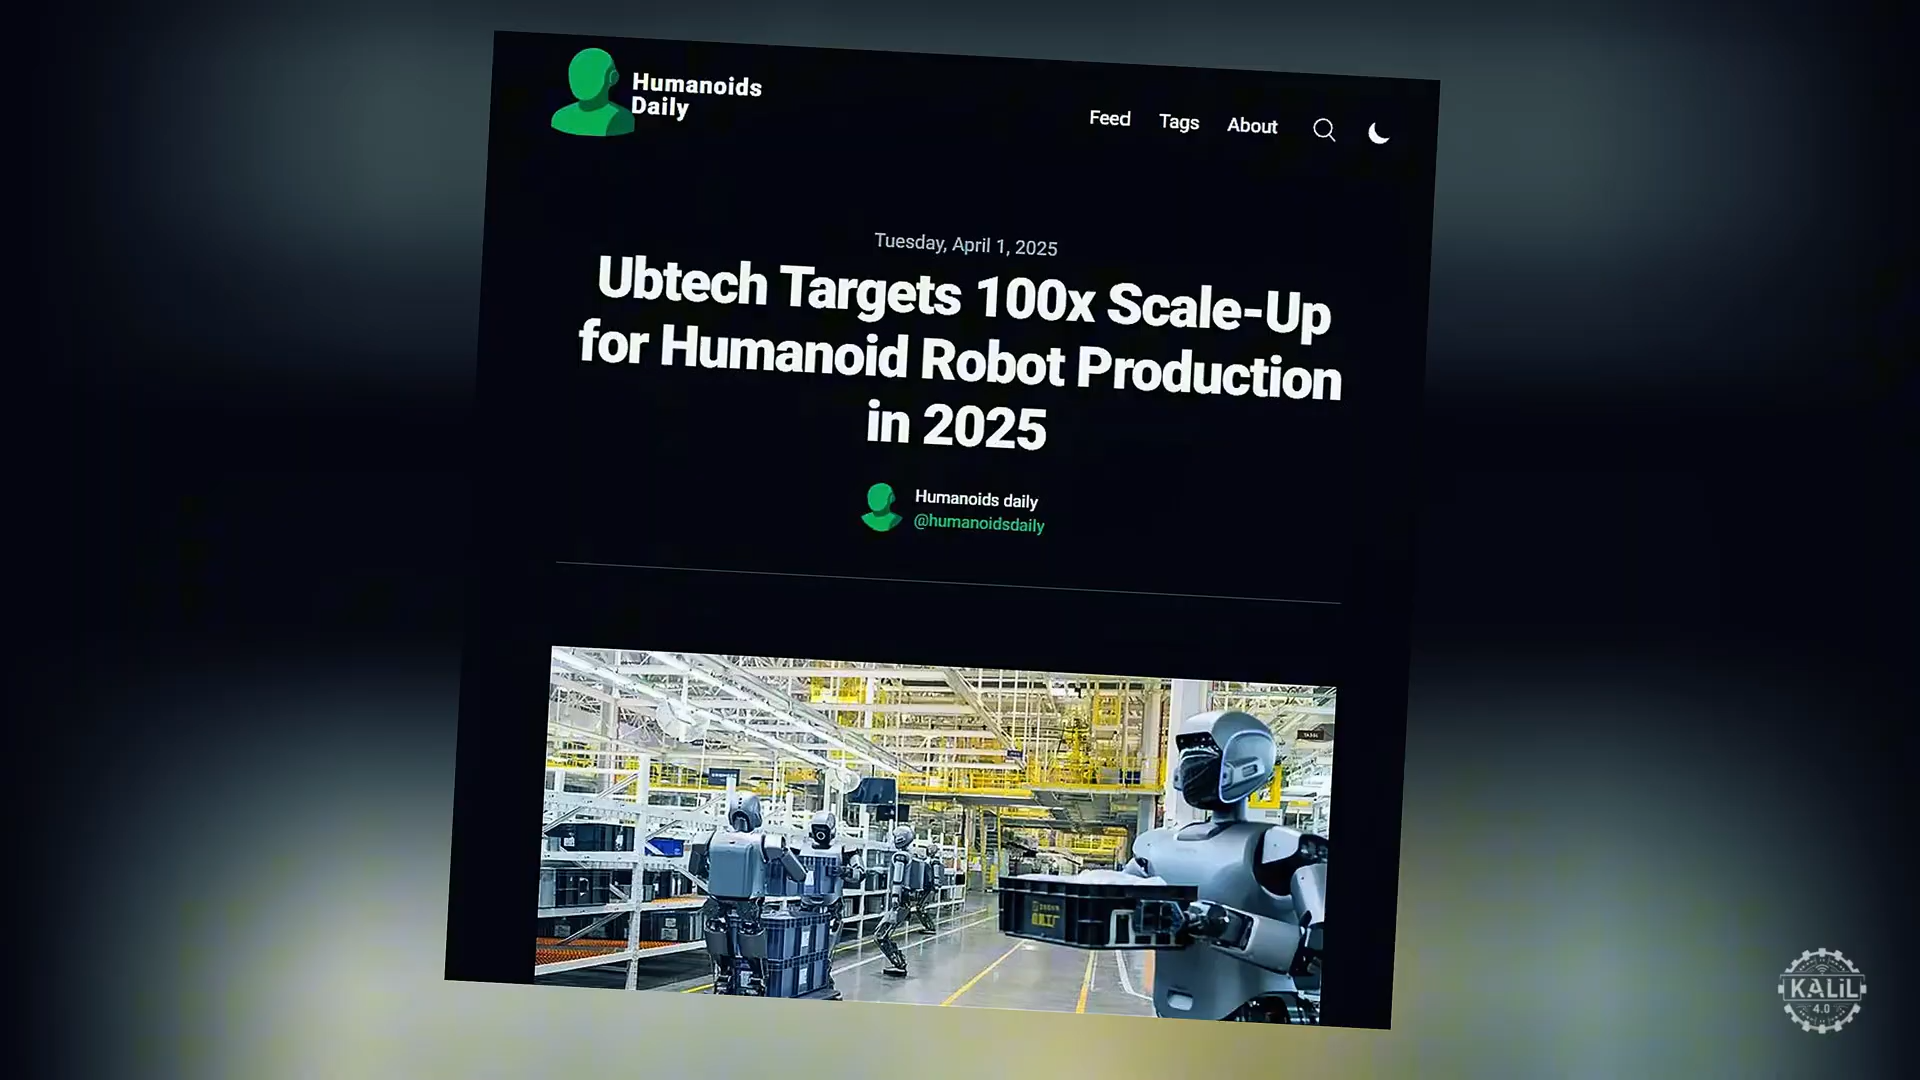 Humanoids
Daily
Feed Tags About
Tuesday, April 1, 2025
Ubtech Targets 100x Scale-Up
for Humanoid Robot Production
in 2025
Humanoids daily
@humanoidsdaily
KALiL
4.0